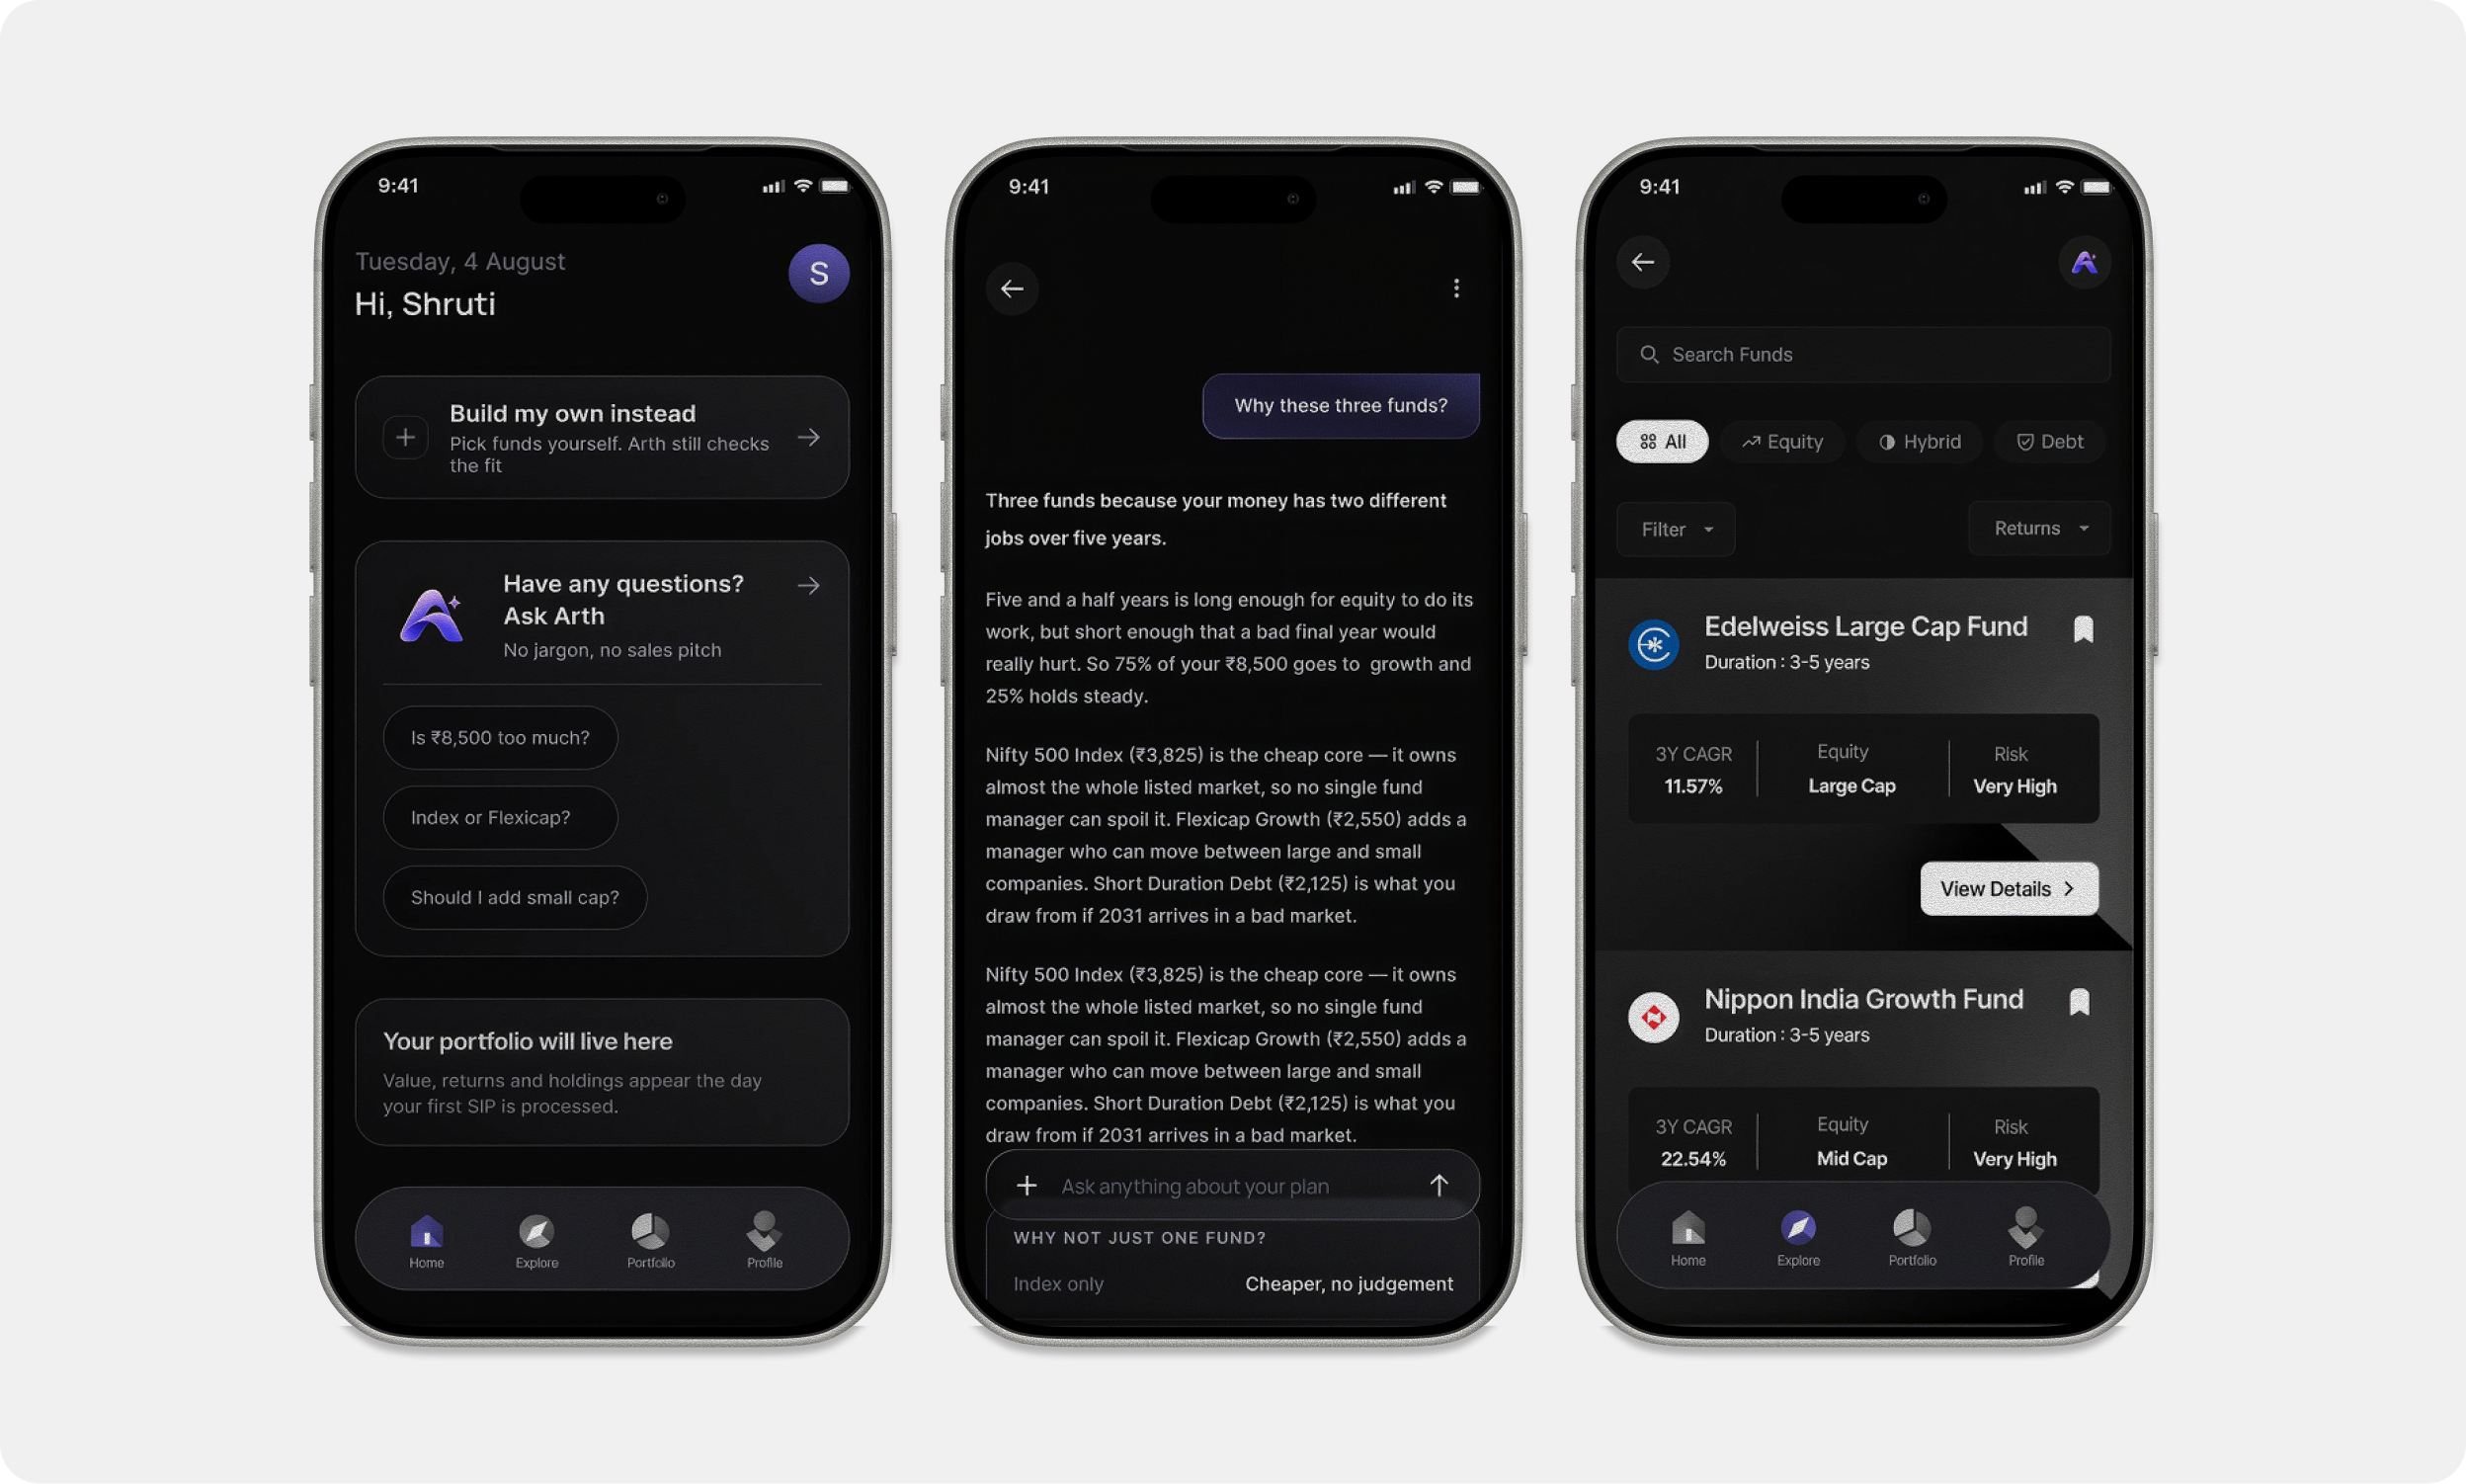 9:41
Tuesday, 4 August
Hi, Shruti
S
Build my own instead
Pick funds yourself. Arth still checks
the fit
Have any questions?
Ask Arth
No jargon, no sales pitch
Is ₹8,500 too much?
Index or Flexicap?
Should I add small cap?
Your portfolio will live here
Value, returns and holdings appear the day
your first SIP is processed.
Home
Explore
Portfolio
Profile
9:41
Why these three funds?
Three funds because your money has two different
jobs over five years.
Five and a half years is long enough for equity to do its
work, but short enough that a bad final year would
really hurt. So 75% of your ₹8,500 goes to growth and
25% holds steady.
Nifty 500 Index (₹3,825) is the cheap core — it owns
almost the whole listed market, so no single fund
manager can spoil it. Flexicap Growth (₹2,550) adds a
manager who can move between large and small
companies. Short Duration Debt (₹2,125) is what you
draw from if 2031 arrives in a bad market.
Nifty 500 Index (₹3,825) is the cheap core — it owns
almost the whole listed market, so no single fund
manager can spoil it. Flexicap Growth (₹2,550) adds a
manager who can move between large and small
companies. Short Duration Debt (₹2,125) is what you
draw from if 2031 arrives in a bad market.
Ask anything about your plan
WHY NOT JUST ONE FUND?
Index only Cheaper, no judgement
9:41
Search Funds
All Equity Hybrid Debt
Filter Returns
Edelweiss Large Cap Fund
Duration : 3-5 years
3Y CAGR Equity Risk
11.57% Large Cap Very High
View Details
Nippon India Growth Fund
Duration : 3-5 years
3Y CAGR Equity Risk
22.54% Mid Cap Very High
Home
Explore
Portfolio
Profile